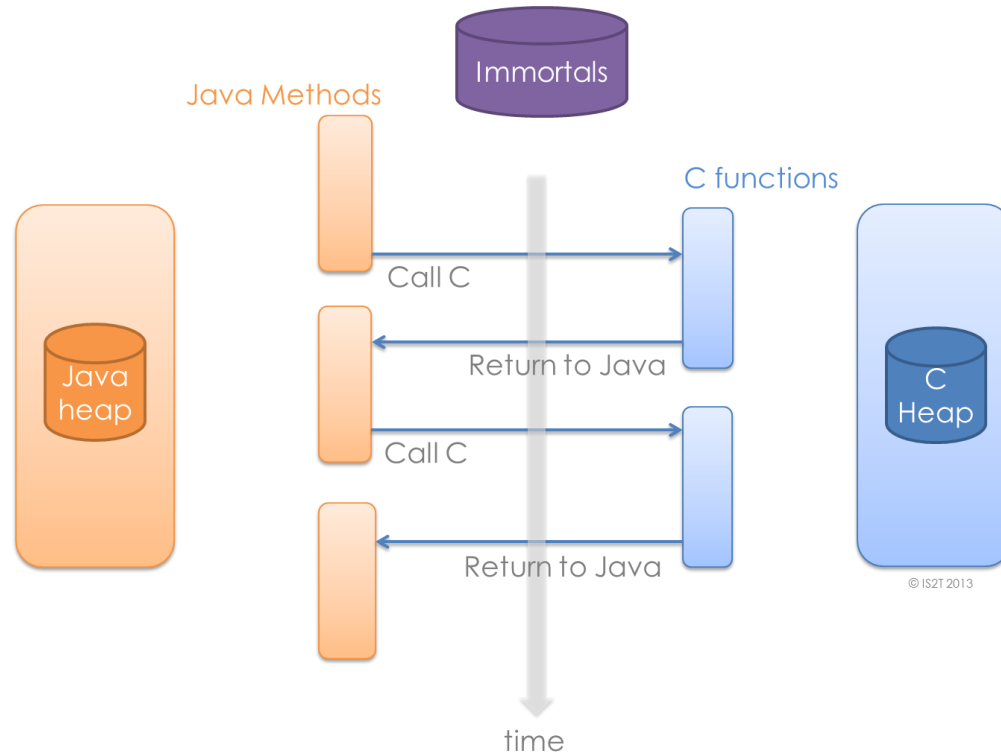 Immortals
Java Methods
C functions
Call C
Return to Java
Java
heap
C
Heap
Call C
Return to Java
© IS2T 2013
time